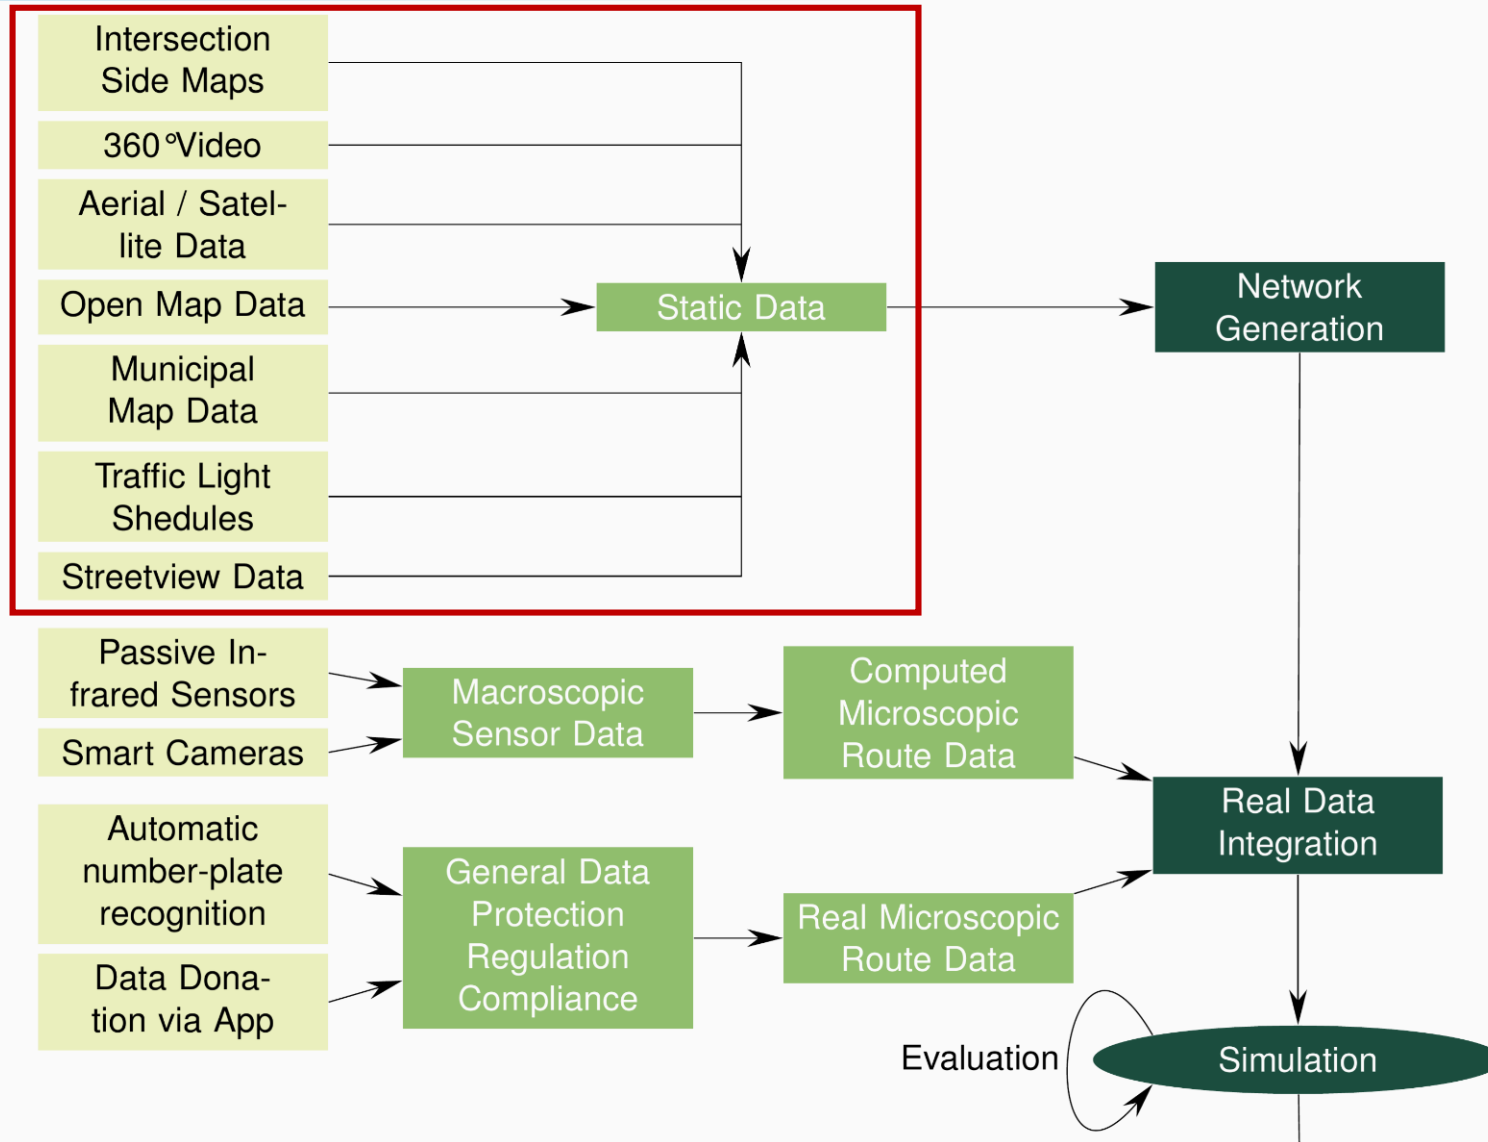 Intersection
Side Maps
360°Video
Aerial / Satel-
lite Data
Open Map Data
Static Data
Network
Generation
Municipal
Map Data
Traffic Light
Shedules
Streetview Data
Passive In-
frared Sensors
Smart Cameras
Macroscopic
Sensor Data
Computed
Microscopic
Route Data
Real Data
Integration
Automatic
number-plate
recognition
Data Dona-
tion via App
General Data
Protection
Regulation
Compliance
Real Microscopic
Route Data
Evaluation
Simulation